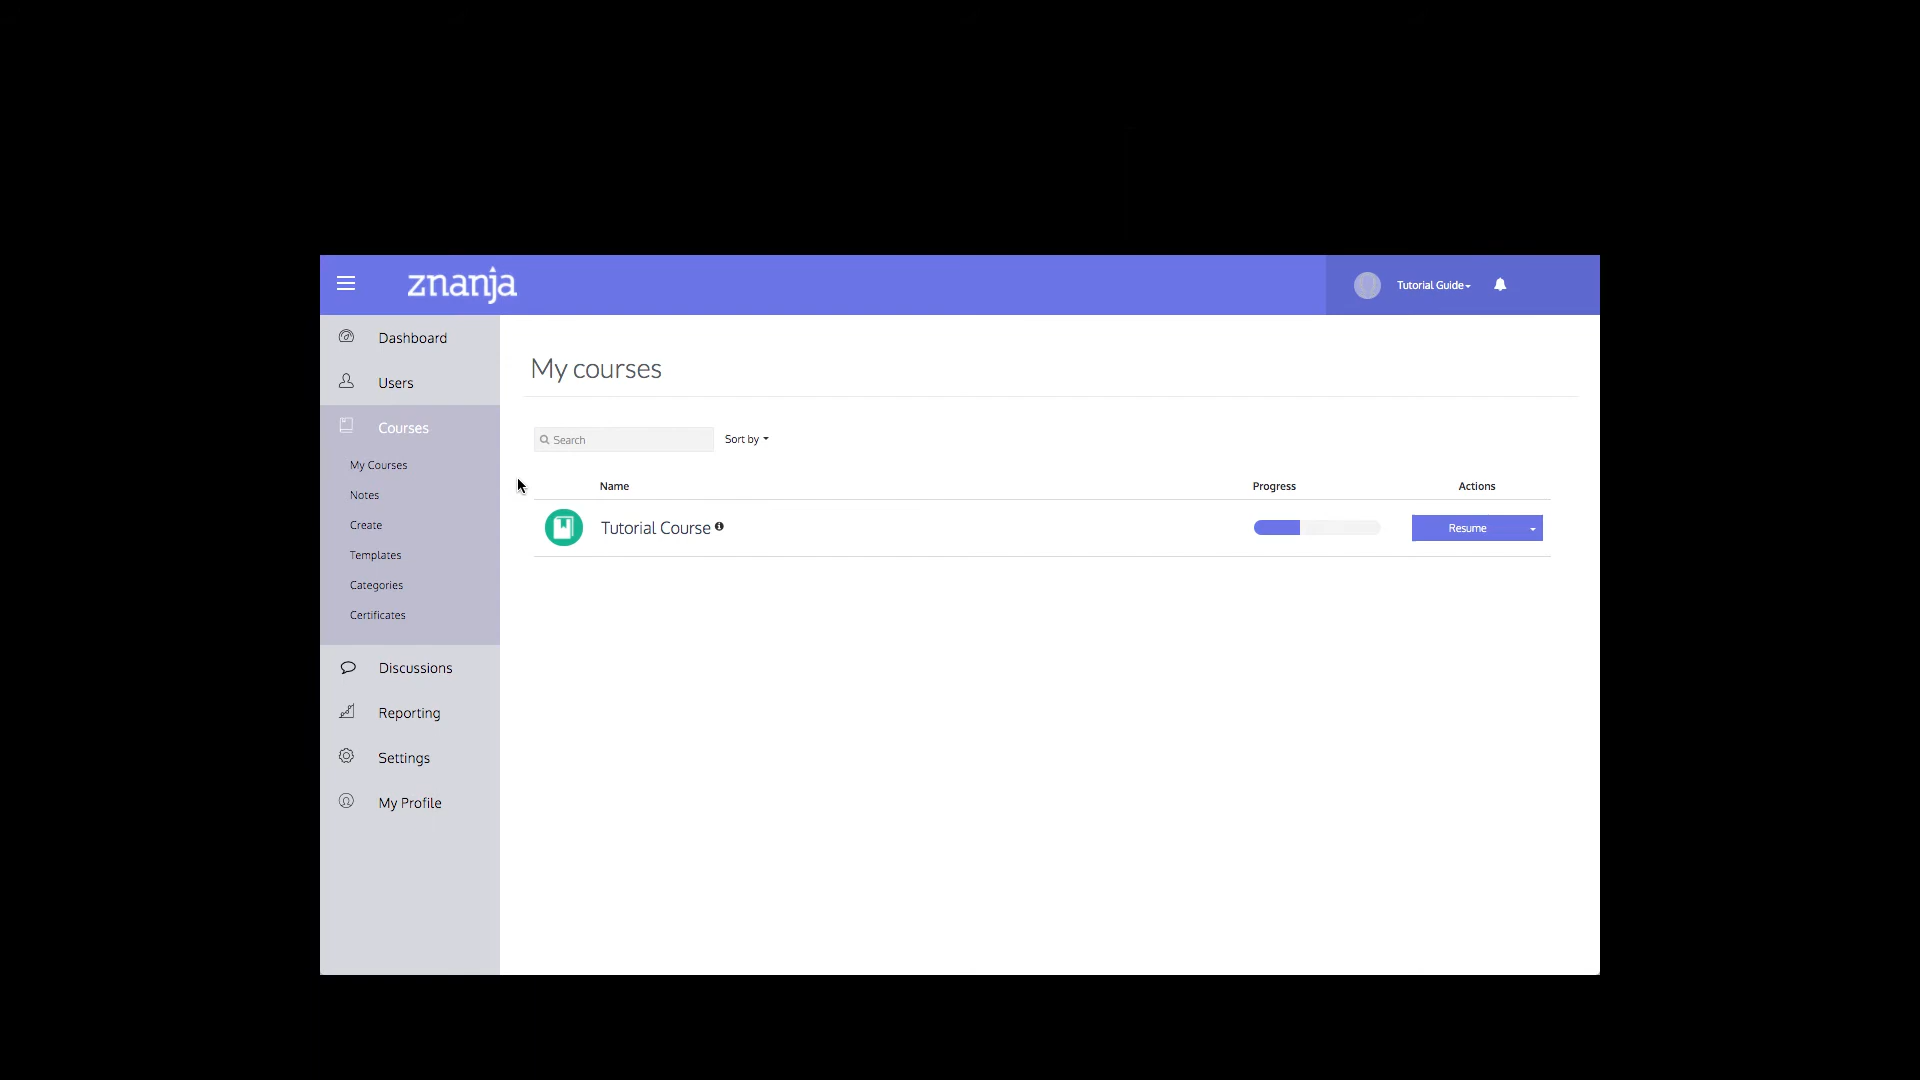 znanja
Tutorial Guide
Dashboard
Users
Courses
My Courses
Notes
Create
Templates
Categories
Certificates
Discussions
Reporting
Settings
My Profile
My courses
Search
Sort by
Name Progress Actions
Tutorial Course Resume